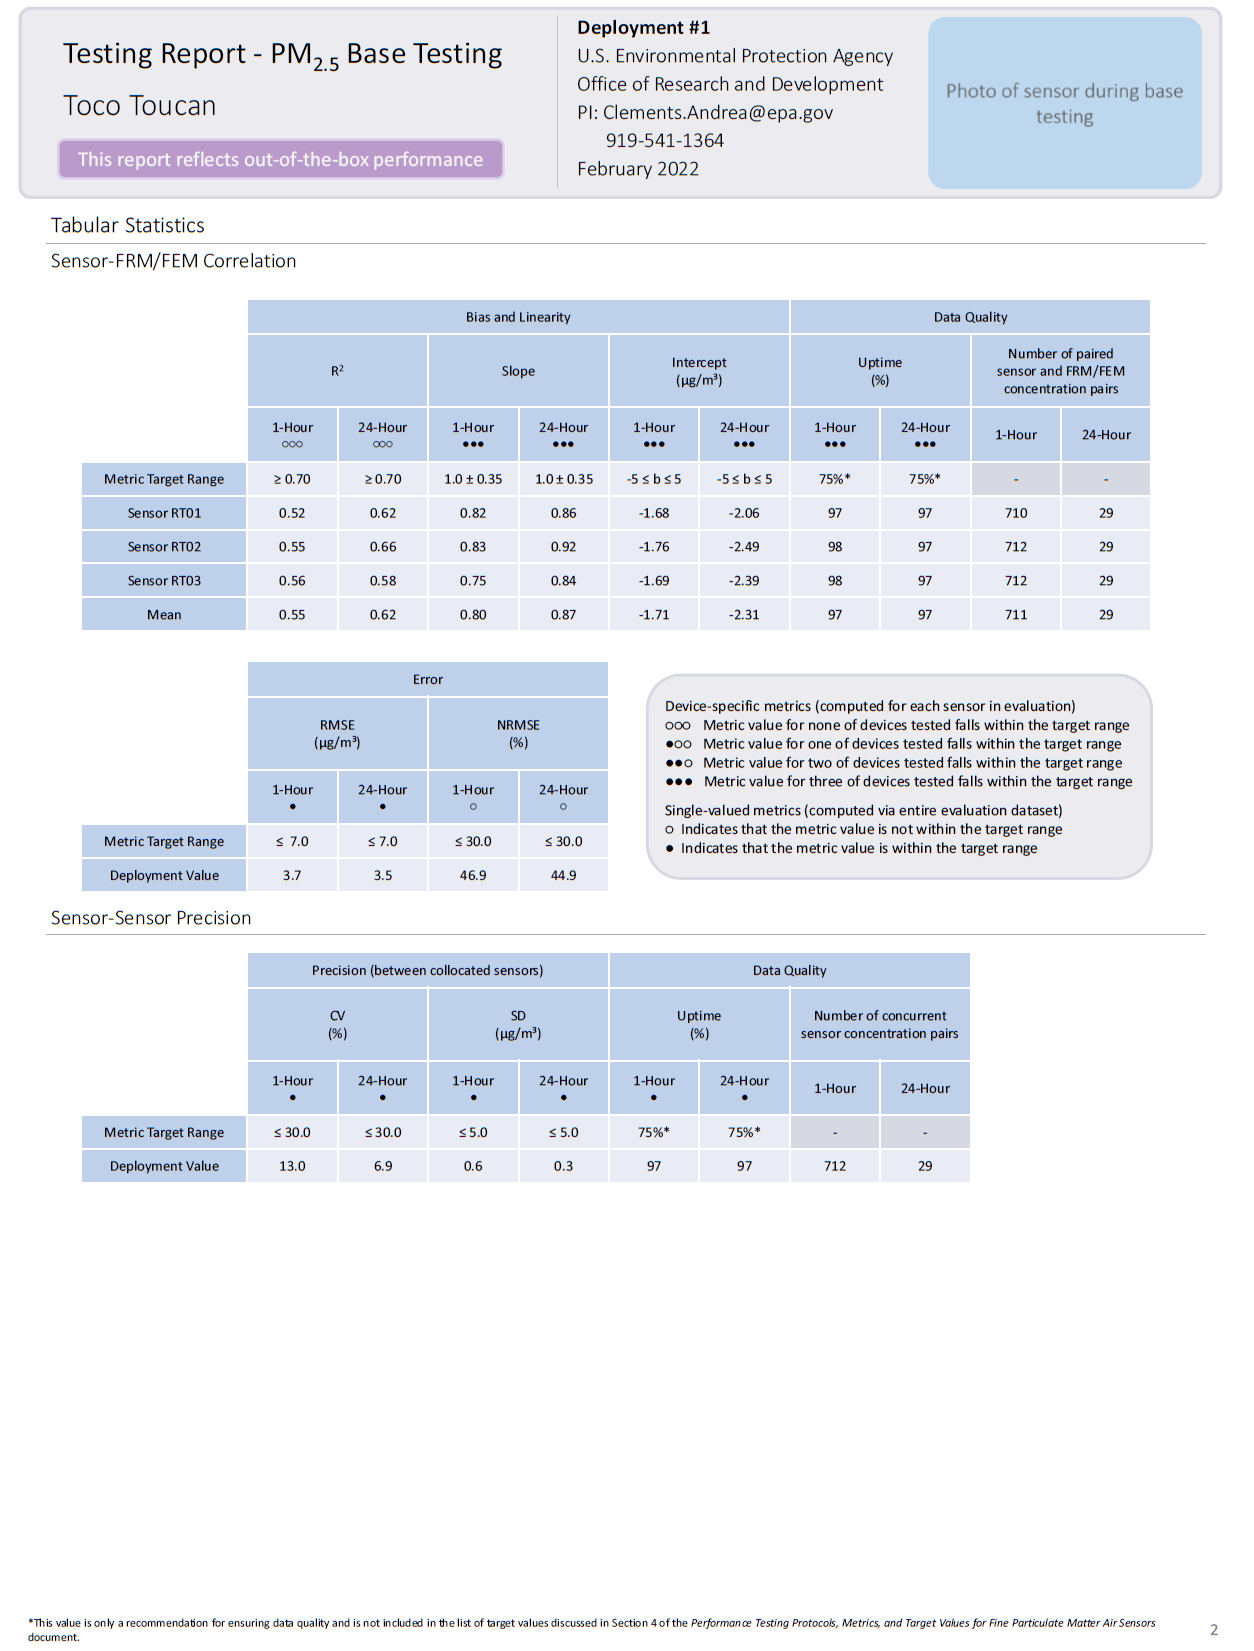 Testing Report - PM2.5 Base Testing
Toco Toucan
This report reflects out-of-the-box performance
Deployment #1
U.S. Environmental Protection Agency
Office of Research and Development
PI: Clements.Andrea@epa.gov
919-541-1364
February 2022
Photo of sensor during base
testing
Tabular Statistics
Sensor-FRM/FEM Correlation
Bias and Linearity Data Quality
R² Slope Intercept (µg/m³) Uptime (%) Number of paired sensor and FRM/FEM concentration pairs
1-Hour 24-Hour 1-Hour 24-Hour 1-Hour 24-Hour 1-Hour 24-Hour 1-Hour 24-Hour
○○○ ○○○ ●●● ●●● ●●● ●●● ●●● ●●●
Metric Target Range ≥ 0.70 ≥ 0.70 1.0 ± 0.35 1.0 ± 0.35 -5 ≤ b ≤ 5 -5 ≤ b ≤ 5 75%* 75%* - -
Sensor RT01 0.52 0.62 0.82 0.86 -1.68 -2.06 97 97 710 29
Sensor RT02 0.55 0.66 0.83 0.92 -1.76 -2.49 98 97 712 29
Sensor RT03 0.56 0.58 0.75 0.84 -1.69 -2.39 98 97 712 29
Mean 0.55 0.62 0.80 0.87 -1.71 -2.31 97 97 711 29
Error
RMSE (µg/m³) NRMSE (%)
1-Hour 24-Hour 1-Hour 24-Hour
● ● ○ ○
Metric Target Range ≤ 7.0 ≤ 7.0 ≤ 30.0 ≤ 30.0
Deployment Value 3.7 3.5 46.9 44.9
Device-specific metrics (computed for each sensor in evaluation)
○○○ Metric value for none of devices tested falls within the target range
●○○ Metric value for one of devices tested falls within the target range
●●○ Metric value for two of devices tested falls within the target range
●●● Metric value for three of devices tested falls within the target range
Single-valued metrics (computed via entire evaluation dataset)
○ Indicates that the metric value is not within the target range
● Indicates that the metric value is within the target range
Sensor-Sensor Precision
Precision (between collocated sensors) Data Quality
CV (%) SD (µg/m³) Uptime (%) Number of concurrent sensor concentration pairs
1-Hour 24-Hour 1-Hour 24-Hour 1-Hour 24-Hour 1-Hour 24-Hour
● ● ● ● ● ●
Metric Target Range ≤ 30.0 ≤ 30.0 ≤ 5.0 ≤ 5.0 75%* 75%* - -
Deployment Value 13.0 6.9 0.6 0.3 97 97 712 29
*This value is only a recommendation for ensuring data quality and is not included in the list of target values discussed in Section 4 of the Performance Testing Protocols, Metrics, and Target Values for Fine Particulate Matter Air Sensors
document.
2